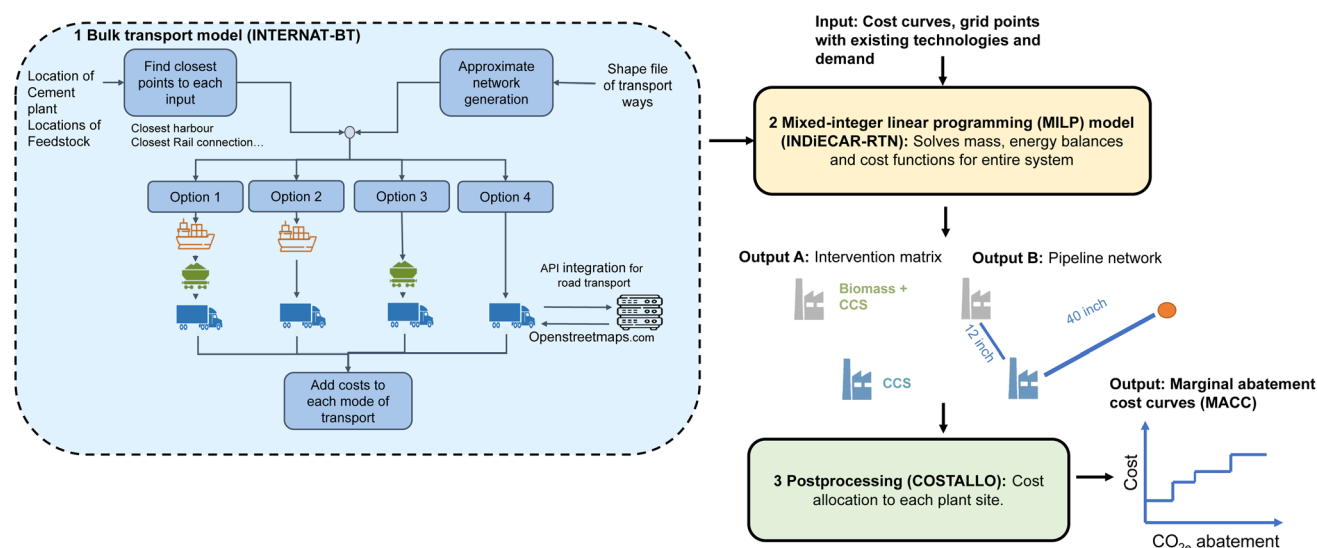 1 Bulk transport model (INTERNAT-BT)
Location of
Cement
plant
Locations of
Feedstock
Find closest
points to each
input
Closest harbour
Closest Rail connection…
Approximate
network
generation
Shape file
of transport
ways
Option 1
Option 2
Option 3
Option 4
API integration for
road transport
Openstreetmaps.com
Add costs to
each mode of
transport
Input: Cost curves, grid points
with existing technologies and
demand
2 Mixed-integer linear programming (MILP) model
(INDiECAR-RTN): Solves mass, energy balances
and cost functions for entire
system
Output A: Intervention matrix
Biomass +
CCS
CCS
Output B: Pipeline network
12 inch
40 inch
3 Postprocessing (COSTALLO): Cost
allocation to each plant site.
Output: Marginal abatement
cost curves (MACC)
Cost
CO2e abatement